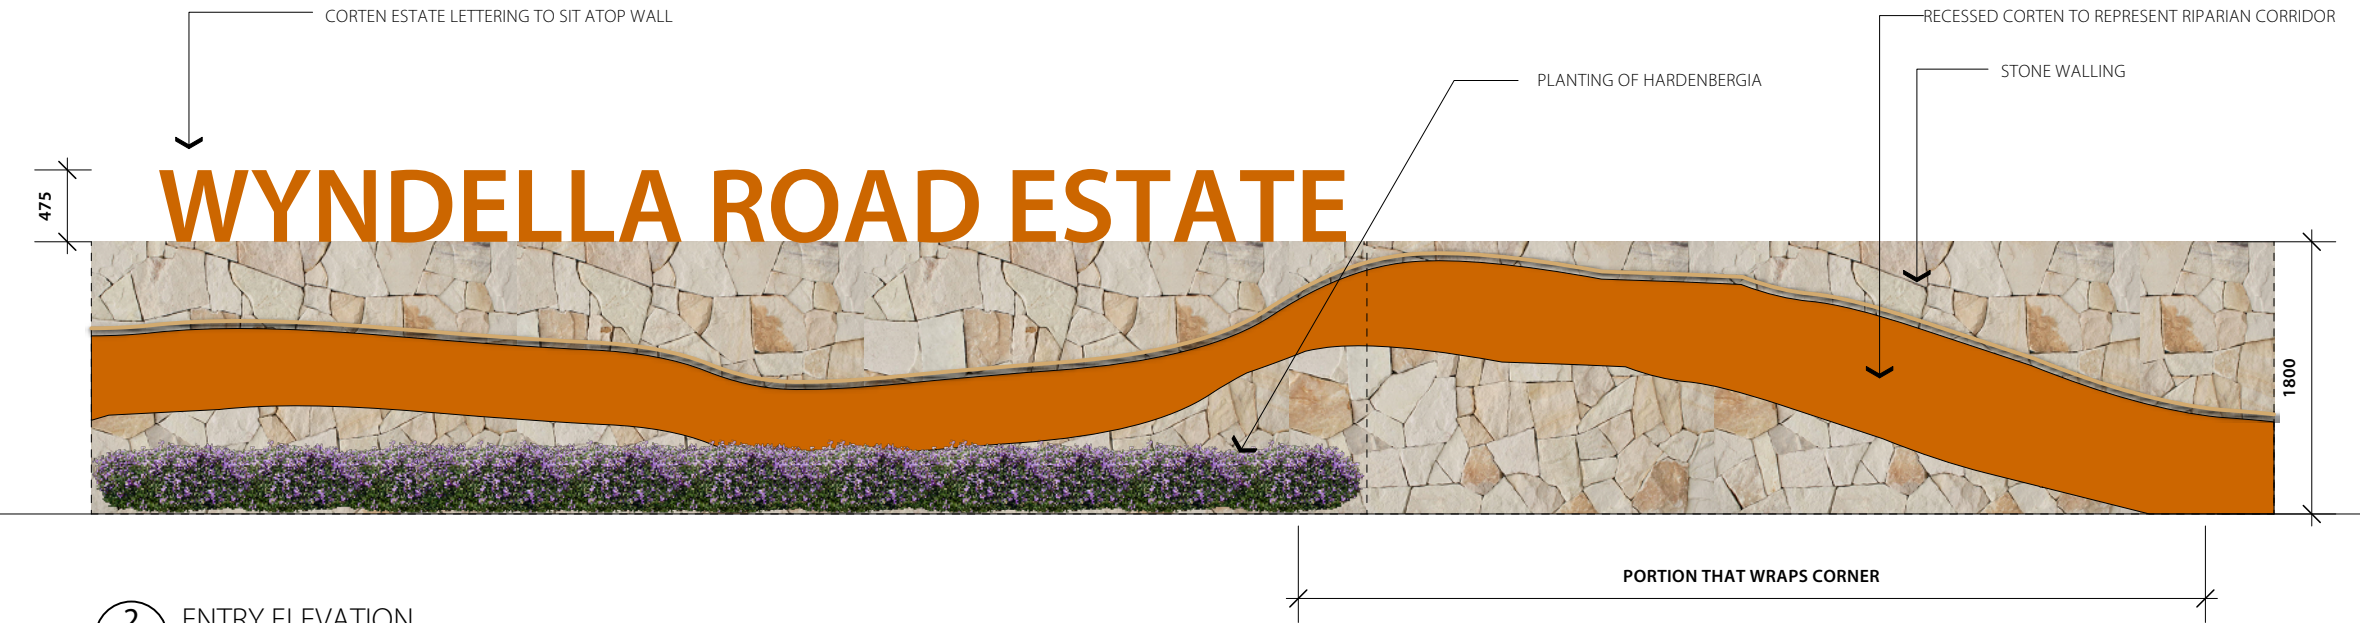 CORTEN ESTATE LETTERING TO SIT ATOP WALL
RECESSED CORTEN TO REPRESENT RIPARIAN CORRIDOR
STONE WALLING
PLANTING OF HARDENBERGIA
475
WYNDELLA ROAD ESTATE
1800
PORTION THAT WRAPS CORNER
2 ENTRY ELEVATION